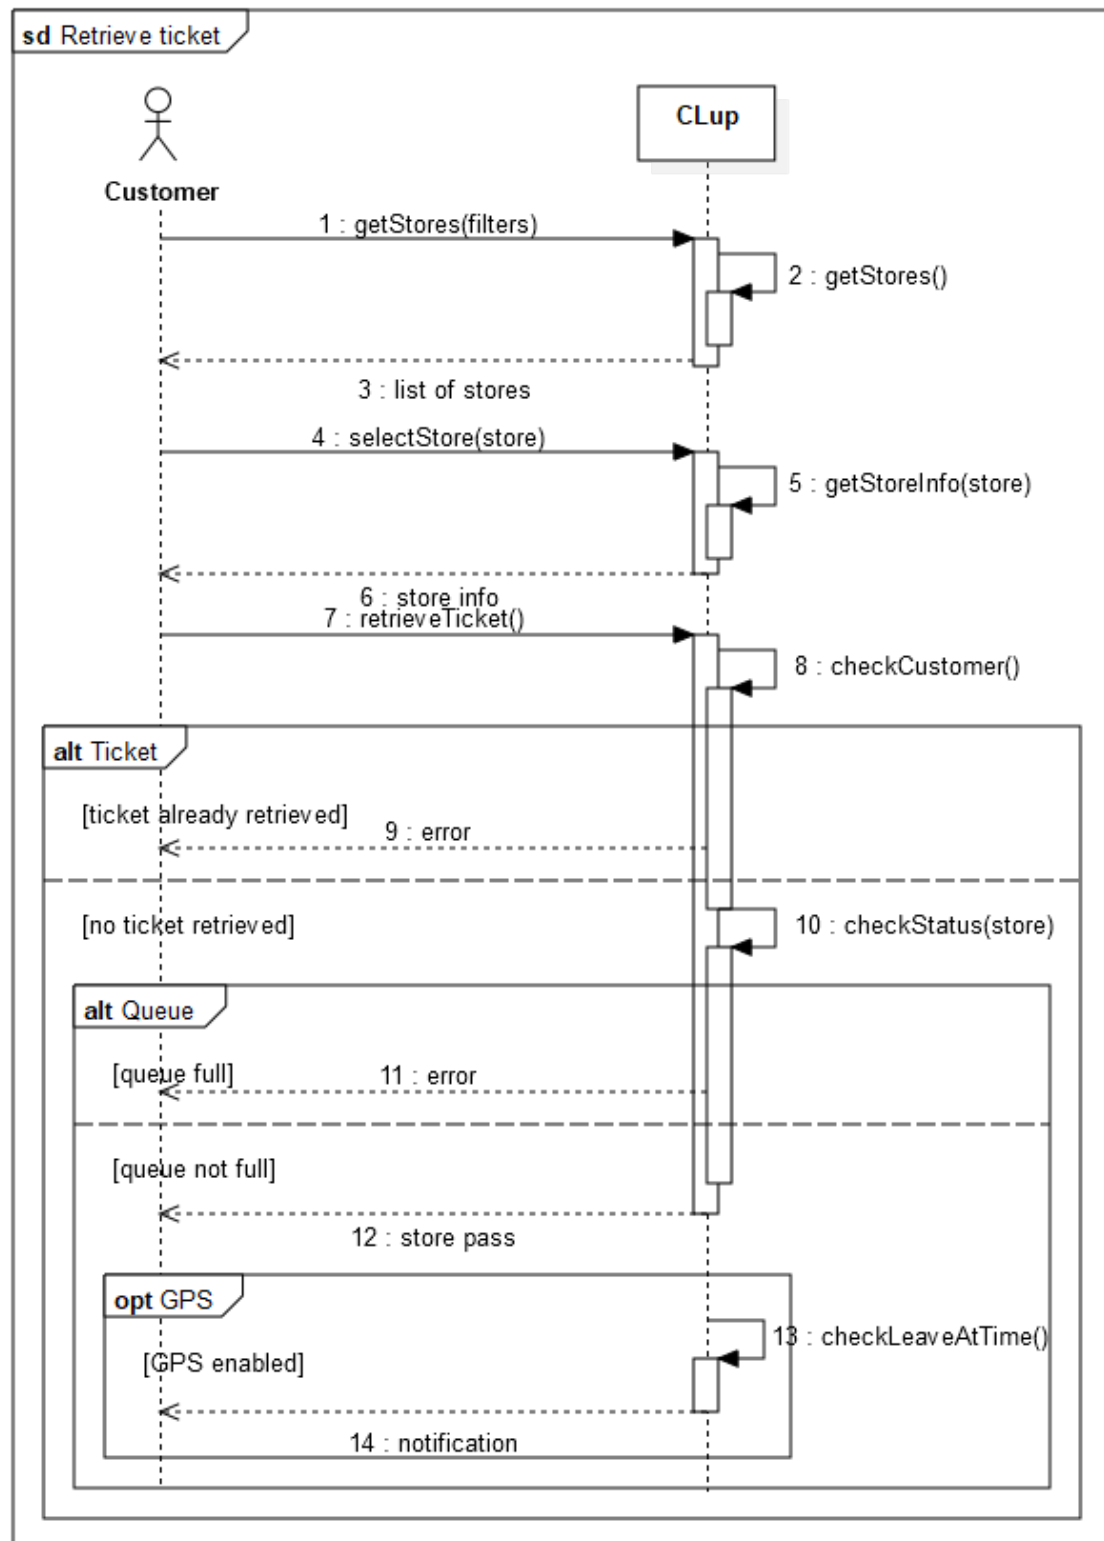 sd Retrieve ticket
CLup
Customer
1 : getStores(filters)
2 : getStores()
3 : list of stores
4 : selectStore(store)
5 : getStoreInfo(store)
6 : store info
7 : retrieveTicket()
8 : checkCustomer()
alt Ticket
[ticket already retrieved]
9 : error
[no ticket retrieved]
10 : checkStatus(store)
alt Queue
[queue full]
11 : error
[queue not full]
12 : store pass
opt GPS
13 : checkLeaveAtTime()
[GPS enabled]
14 : notification